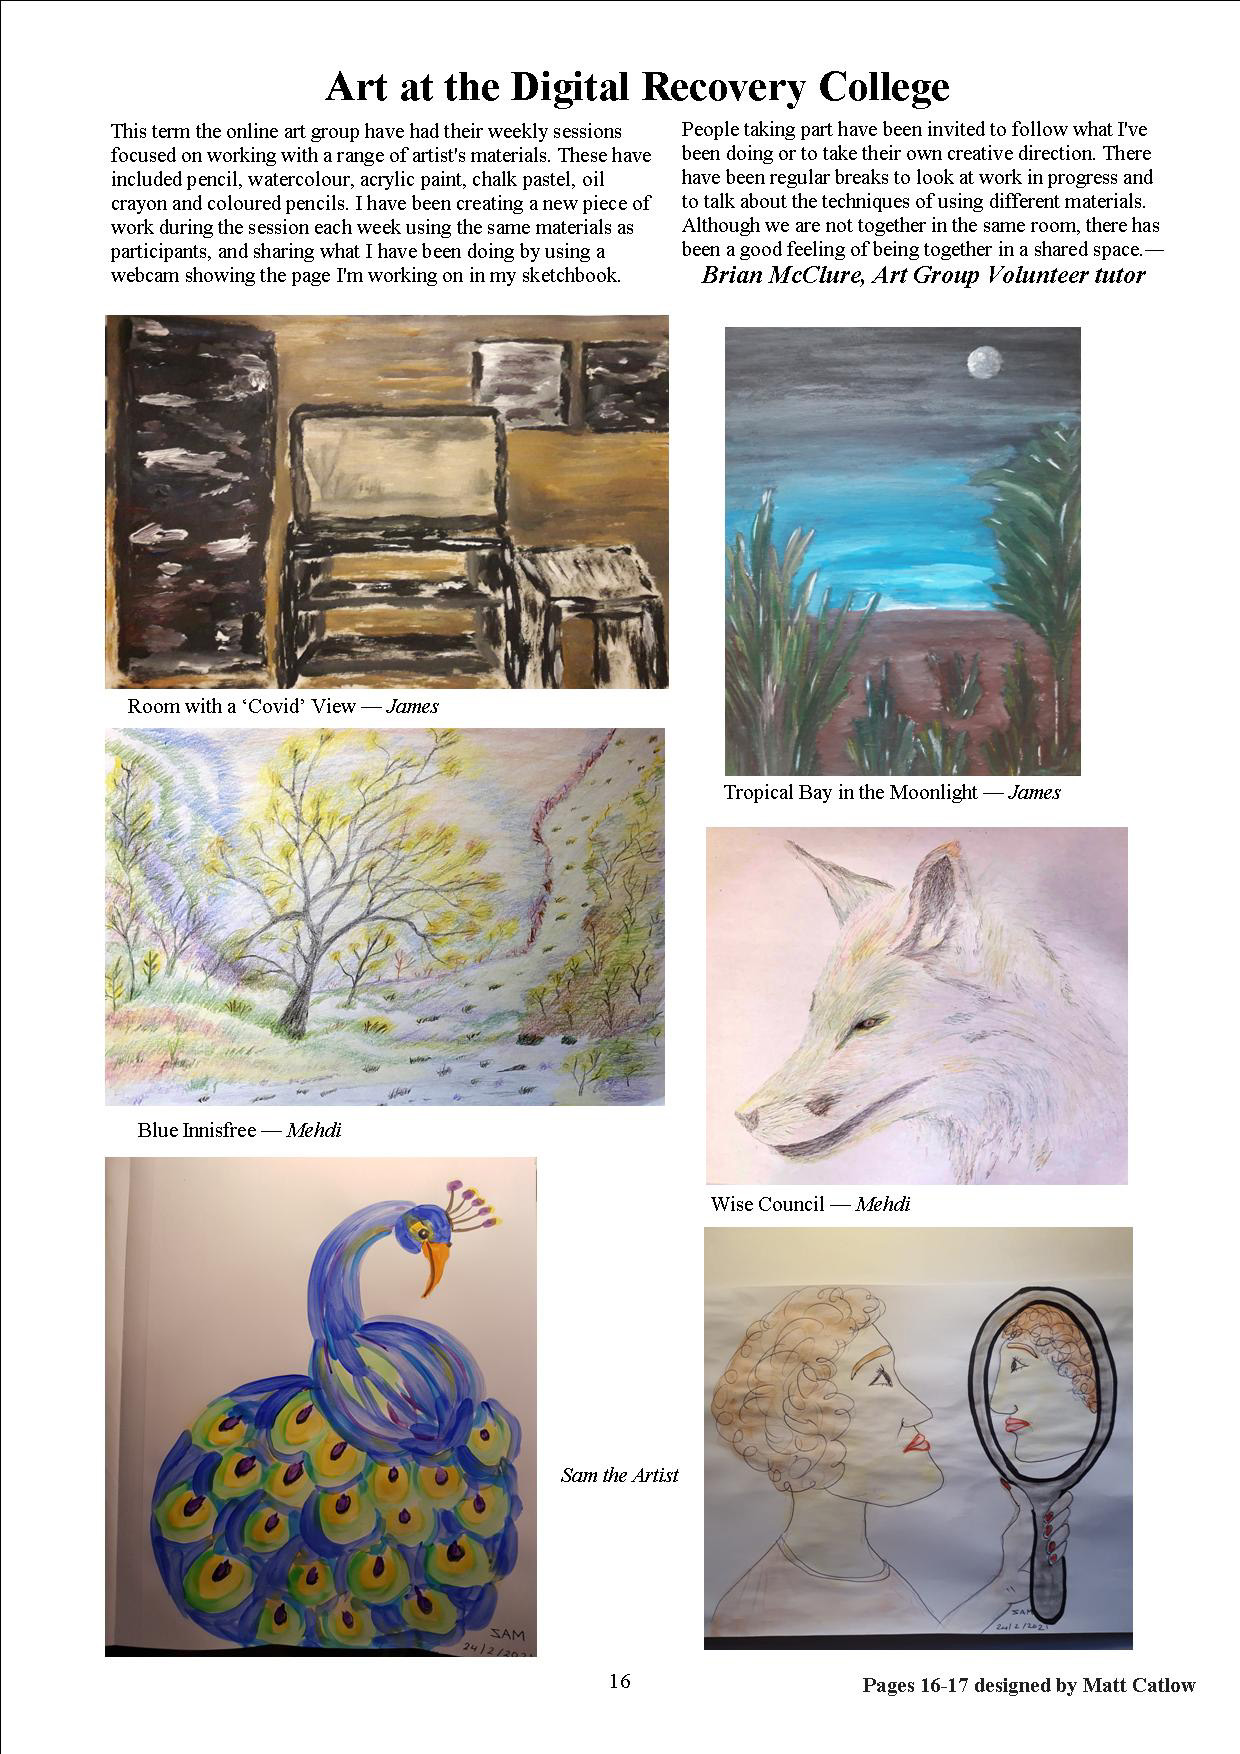 Art at the Digital Recovery College
This term the online art group have had their weekly sessions
focused on working with a range of artist's materials. These have
included pencil, watercolour, acrylic paint, chalk pastel, oil
crayon and coloured pencils. I have been creating a new piece of
work during the session each week using the same materials as
participants, and sharing what I have been doing by using a
webcam showing the page I'm working on in my sketchbook.
People taking part have been invited to follow what I've
been doing or to take their own creative direction. There
have been regular breaks to look at work in progress and
to talk about the techniques of using different materials.
Although we are not together in the same room, there has
been a good feeling of being together in a shared space.—
Brian McClure, Art Group Volunteer tutor
Room with a ‘Covid’ View — James
Tropical Bay in the Moonlight — James
Blue Innisfree — Mehdi
Wise Council — Mehdi
Sam the Artist
SAM
24/2/2021
SAM
24/2/2021
16
Pages 16-17 designed by Matt Catlow